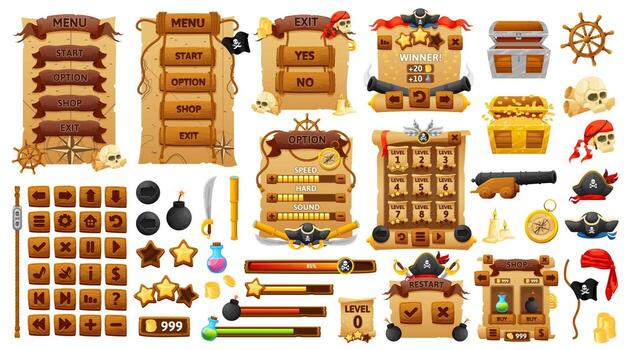 MENU
START
OPTION
SHOP
EXIT
MENU
START
OPTION
SHOP
EXIT
EXIT
YES
NO
WINNER!
+20
+10
OPTION
SPEED
HARD
SOUND
LEVEL 1
LEVEL 2
LEVEL 3
LEVEL 4
LEVEL 5
LEVEL 6
LEVEL 7
LEVEL 8
LEVEL 9
i
$
?
999
LEVEL
0
RESTART
SHOP
BUY
BUY
999
$